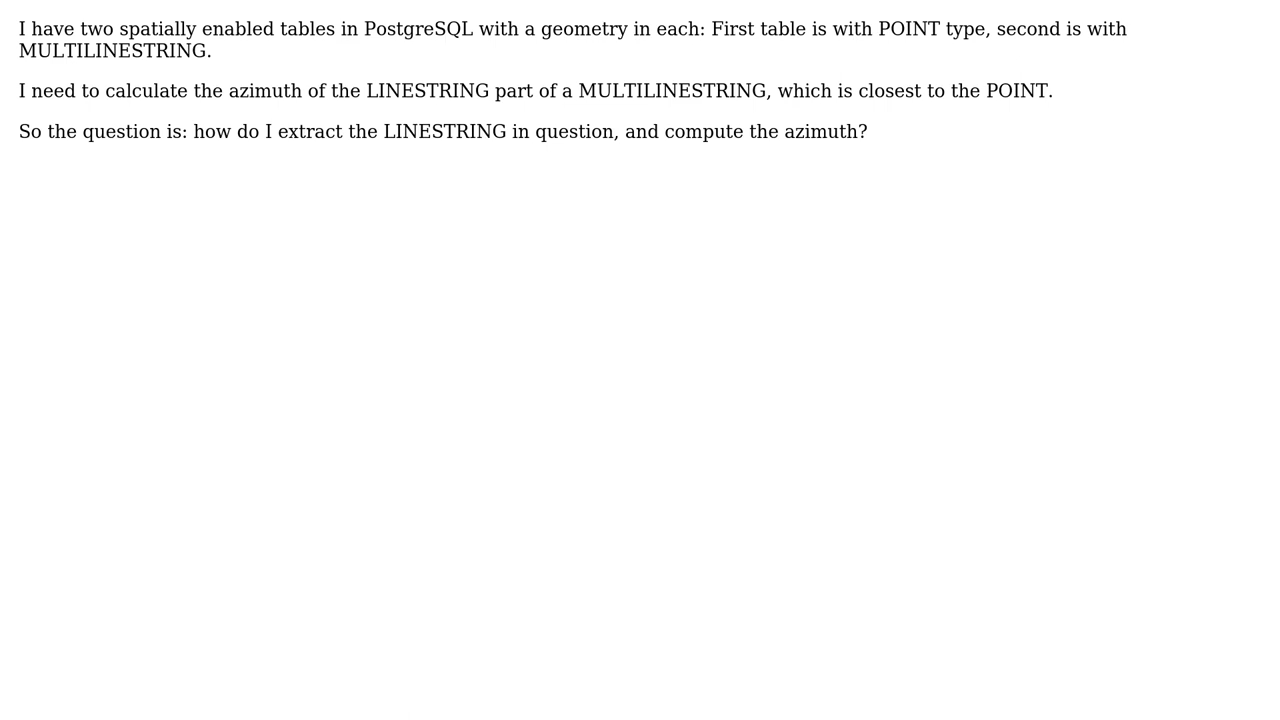 I have two spatially enabled tables in PostgreSQL with a geometry in each: First table is with POINT type, second is with
MULTILINESTRING.
I need to calculate the azimuth of the LINESTRING part of a MULTILINESTRING, which is closest to the POINT.
So the question is: how do I extract the LINESTRING in question, and compute the azimuth?